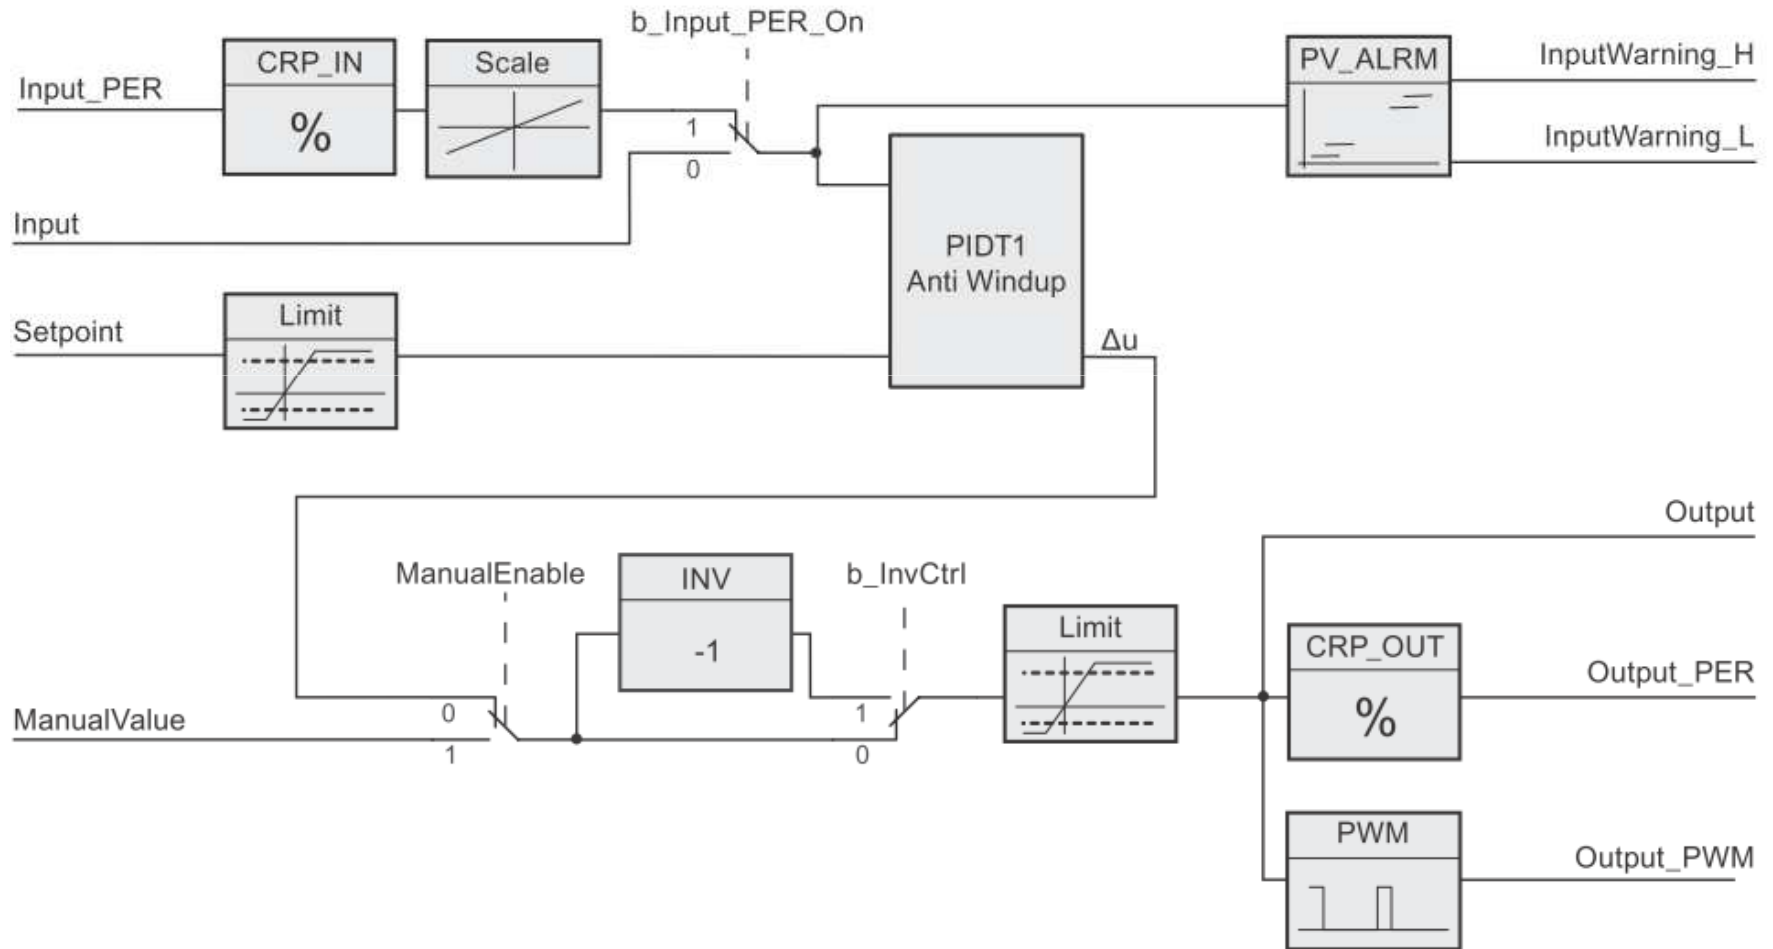 b_Input_PER_On
Input_PER
CRP_IN
%
Scale
1
0
PV_ALRM
InputWarning_H
InputWarning_L
Input
PIDT1
Anti Windup
Setpoint
Limit
Δu
Output
ManualEnable
INV
-1
b_InvCtrl
Limit
CRP_OUT
%
Output_PER
ManualValue
0
1
1
0
PWM
Output_PWM